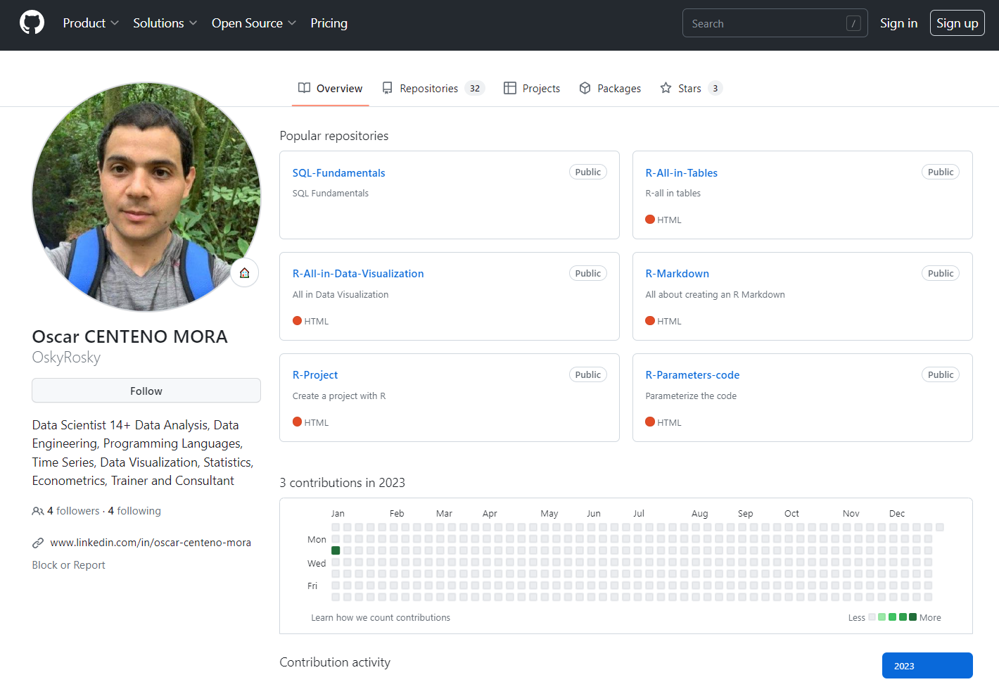 Product
Solutions
Open Source
Pricing
Search
/
Sign in
Sign up
Overview
Repositories 32
Projects
Packages
Stars 3
Oscar CENTENO MORA
OskyRosky
Follow
Data Scientist 14+ Data Analysis, Data
Engineering, Programming Languages,
Time Series, Data Visualization, Statistics,
Econometrics, Trainer and Consultant
4 followers · 4 following
www.linkedin.com/in/oscar-centeno-mora
Block or Report
Popular repositories
SQL-Fundamentals
Public
SQL Fundamentals
R-All-in-Tables
Public
R-all in tables
HTML
R-All-in-Data-Visualization
Public
All in Data Visualization
HTML
R-Markdown
Public
All about creating an R Markdown
HTML
R-Project
Public
Create a project with R
HTML
R-Parameters-code
Public
Parameterize the code
HTML
3 contributions in 2023
Jan Feb Mar Apr May Jun Jul Aug Sep Oct Nov Dec
Mon
Wed
Fri
Learn how we count contributions
Less
More
Contribution activity
2023